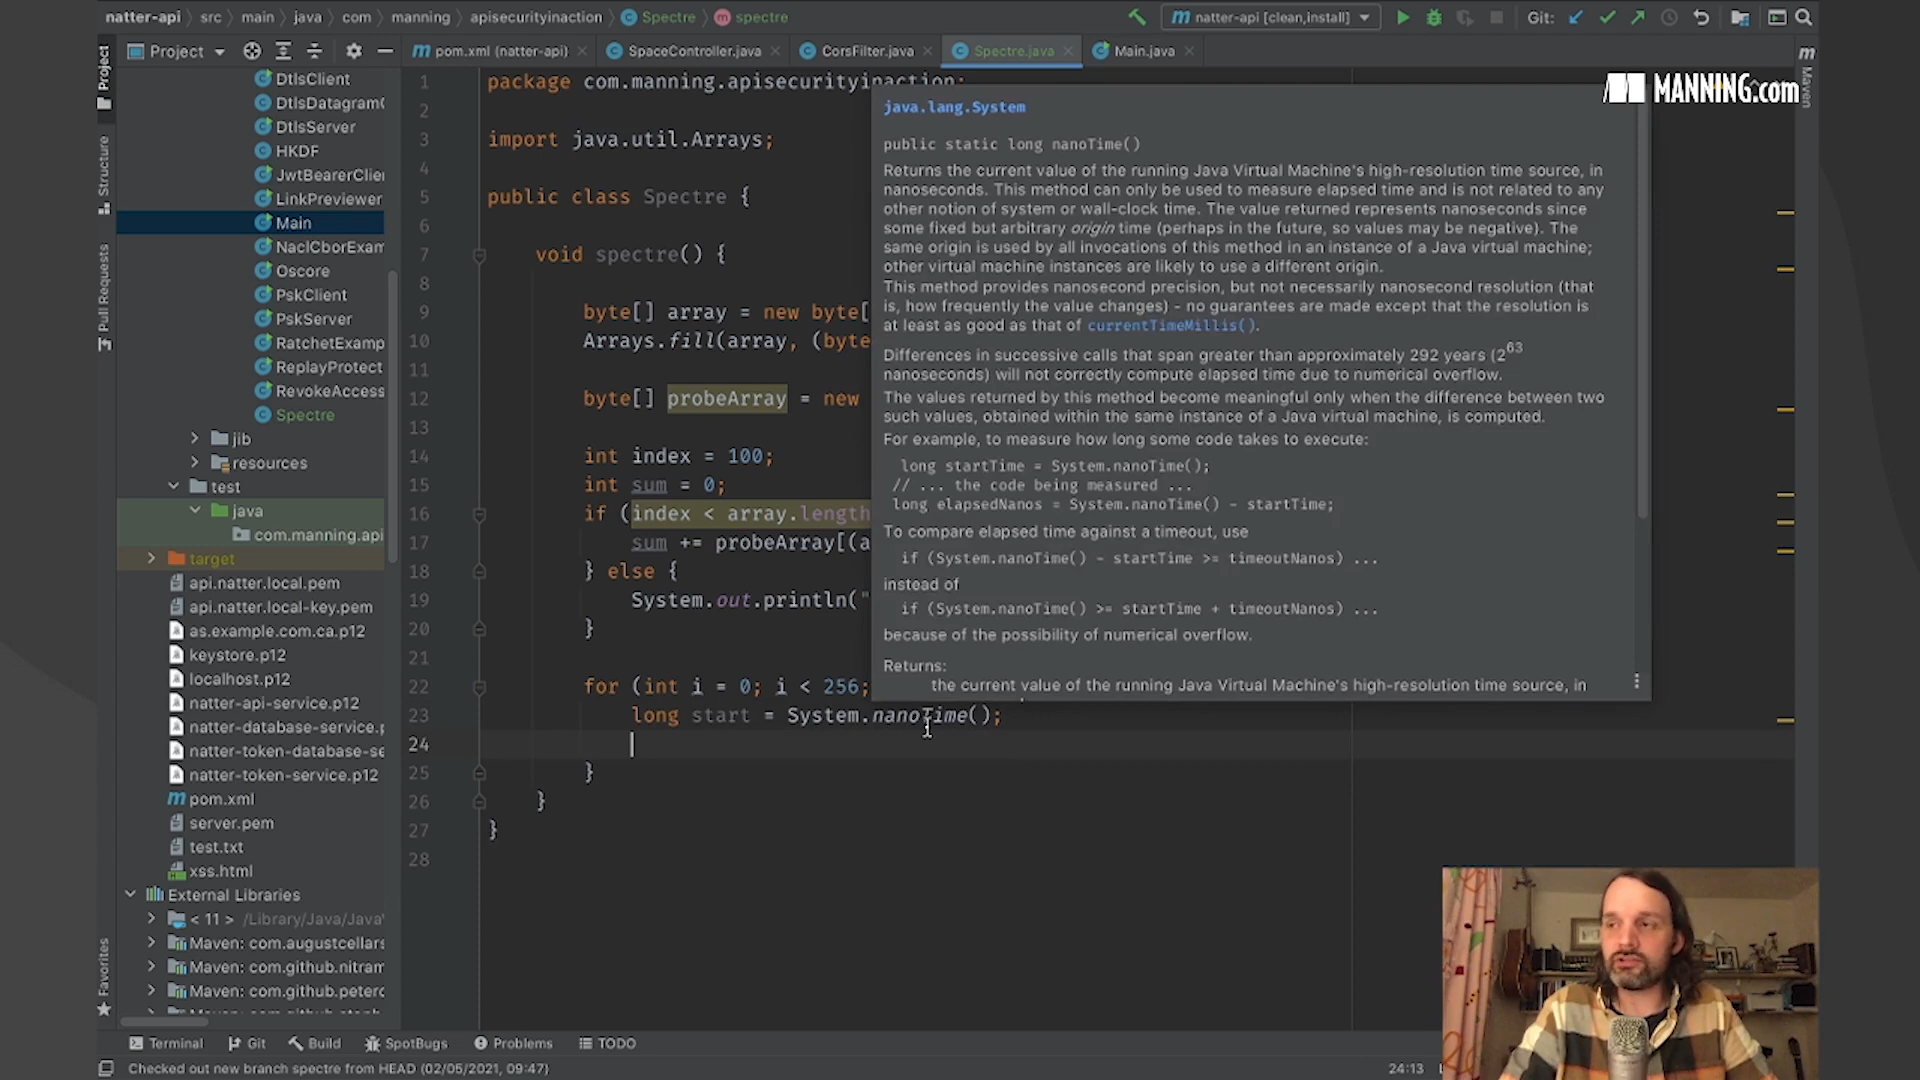 natter-api
src
main
java
com
manning
apisecurityinaction
Spectre
spectre
natter-api [clean,install]
Git:
Project
pom.xml (natter-api)
SpaceController.java
CorsFilter.java
Spectre.java
Main.java
Project
Structure
Pull Requests
Favorites
Maven
MANNING.com
DtlsClient
DtlsDatagramC
DtlsServer
HKDF
JwtBearerClie
LinkPreviewer
Main
NaclCborExam
Oscore
PskClient
PskServer
RatchetExamp
ReplayProtect
RevokeAccess
Spectre
jib
resources
test
java
com.manning.api
target
api.natter.local.pem
api.natter.local-key.pem
as.example.com.ca.p12
keystore.p12
localhost.p12
natter-api-service.p12
natter-database-service.p
natter-token-database-se
natter-token-service.p12
pom.xml
server.pem
test.txt
xss.html
External Libraries
< 11 > /Library/Java/Java
Maven: com.augustcellars
Maven: com.github.nitram
Maven: com.github.peterc
1 package com.manning.apisecurityinaction;
2
3 import java.util.Arrays;
4
5 public class Spectre {
6
7 void spectre() {
8
9 byte[] array = new byte[
10 Arrays.fill(array, (byte
11
12 byte[] probeArray = new
13
14 int index = 100;
15 int sum = 0;
16 if (index < array.length
17 sum += probeArray[(a
18 } else {
19 System.out.println("
20 }
21
22 for (int i = 0; i < 256;
23 long start = System.nanoTime();
24
25 }
26 }
27 }
28
java.lang.System
public static long nanoTime()
Returns the current value of the running Java Virtual Machine's high-resolution time source, in
nanoseconds. This method can only be used to measure elapsed time and is not related to any
other notion of system or wall-clock time. The value returned represents nanoseconds since
some fixed but arbitrary origin time (perhaps in the future, so values may be negative). The
same origin is used by all invocations of this method in an instance of a Java virtual machine;
other virtual machine instances are likely to use a different origin.
This method provides nanosecond precision, but not necessarily nanosecond resolution (that
is, how frequently the value changes) - no guarantees are made except that the resolution is
at least as good as that of currentTimeMillis().
Differences in successive calls that span greater than approximately 292 years (2⁶³
nanoseconds) will not correctly compute elapsed time due to numerical overflow.
The values returned by this method become meaningful only when the difference between two
such values, obtained within the same instance of a Java virtual machine, is computed.
For example, to measure how long some code takes to execute:
long startTime = System.nanoTime();
// ... the code being measured ...
long elapsedNanos = System.nanoTime() - startTime;
To compare elapsed time against a timeout, use
if (System.nanoTime() - startTime >= timeoutNanos) ...
instead of
if (System.nanoTime() >= startTime + timeoutNanos) ...
because of the possibility of numerical overflow.
Returns:
the current value of the running Java Virtual Machine's high-resolution time source, in
Terminal
Git
Build
SpotBugs
Problems
TODO
Checked out new branch spectre from HEAD (02/05/2021, 09:47)
24:13